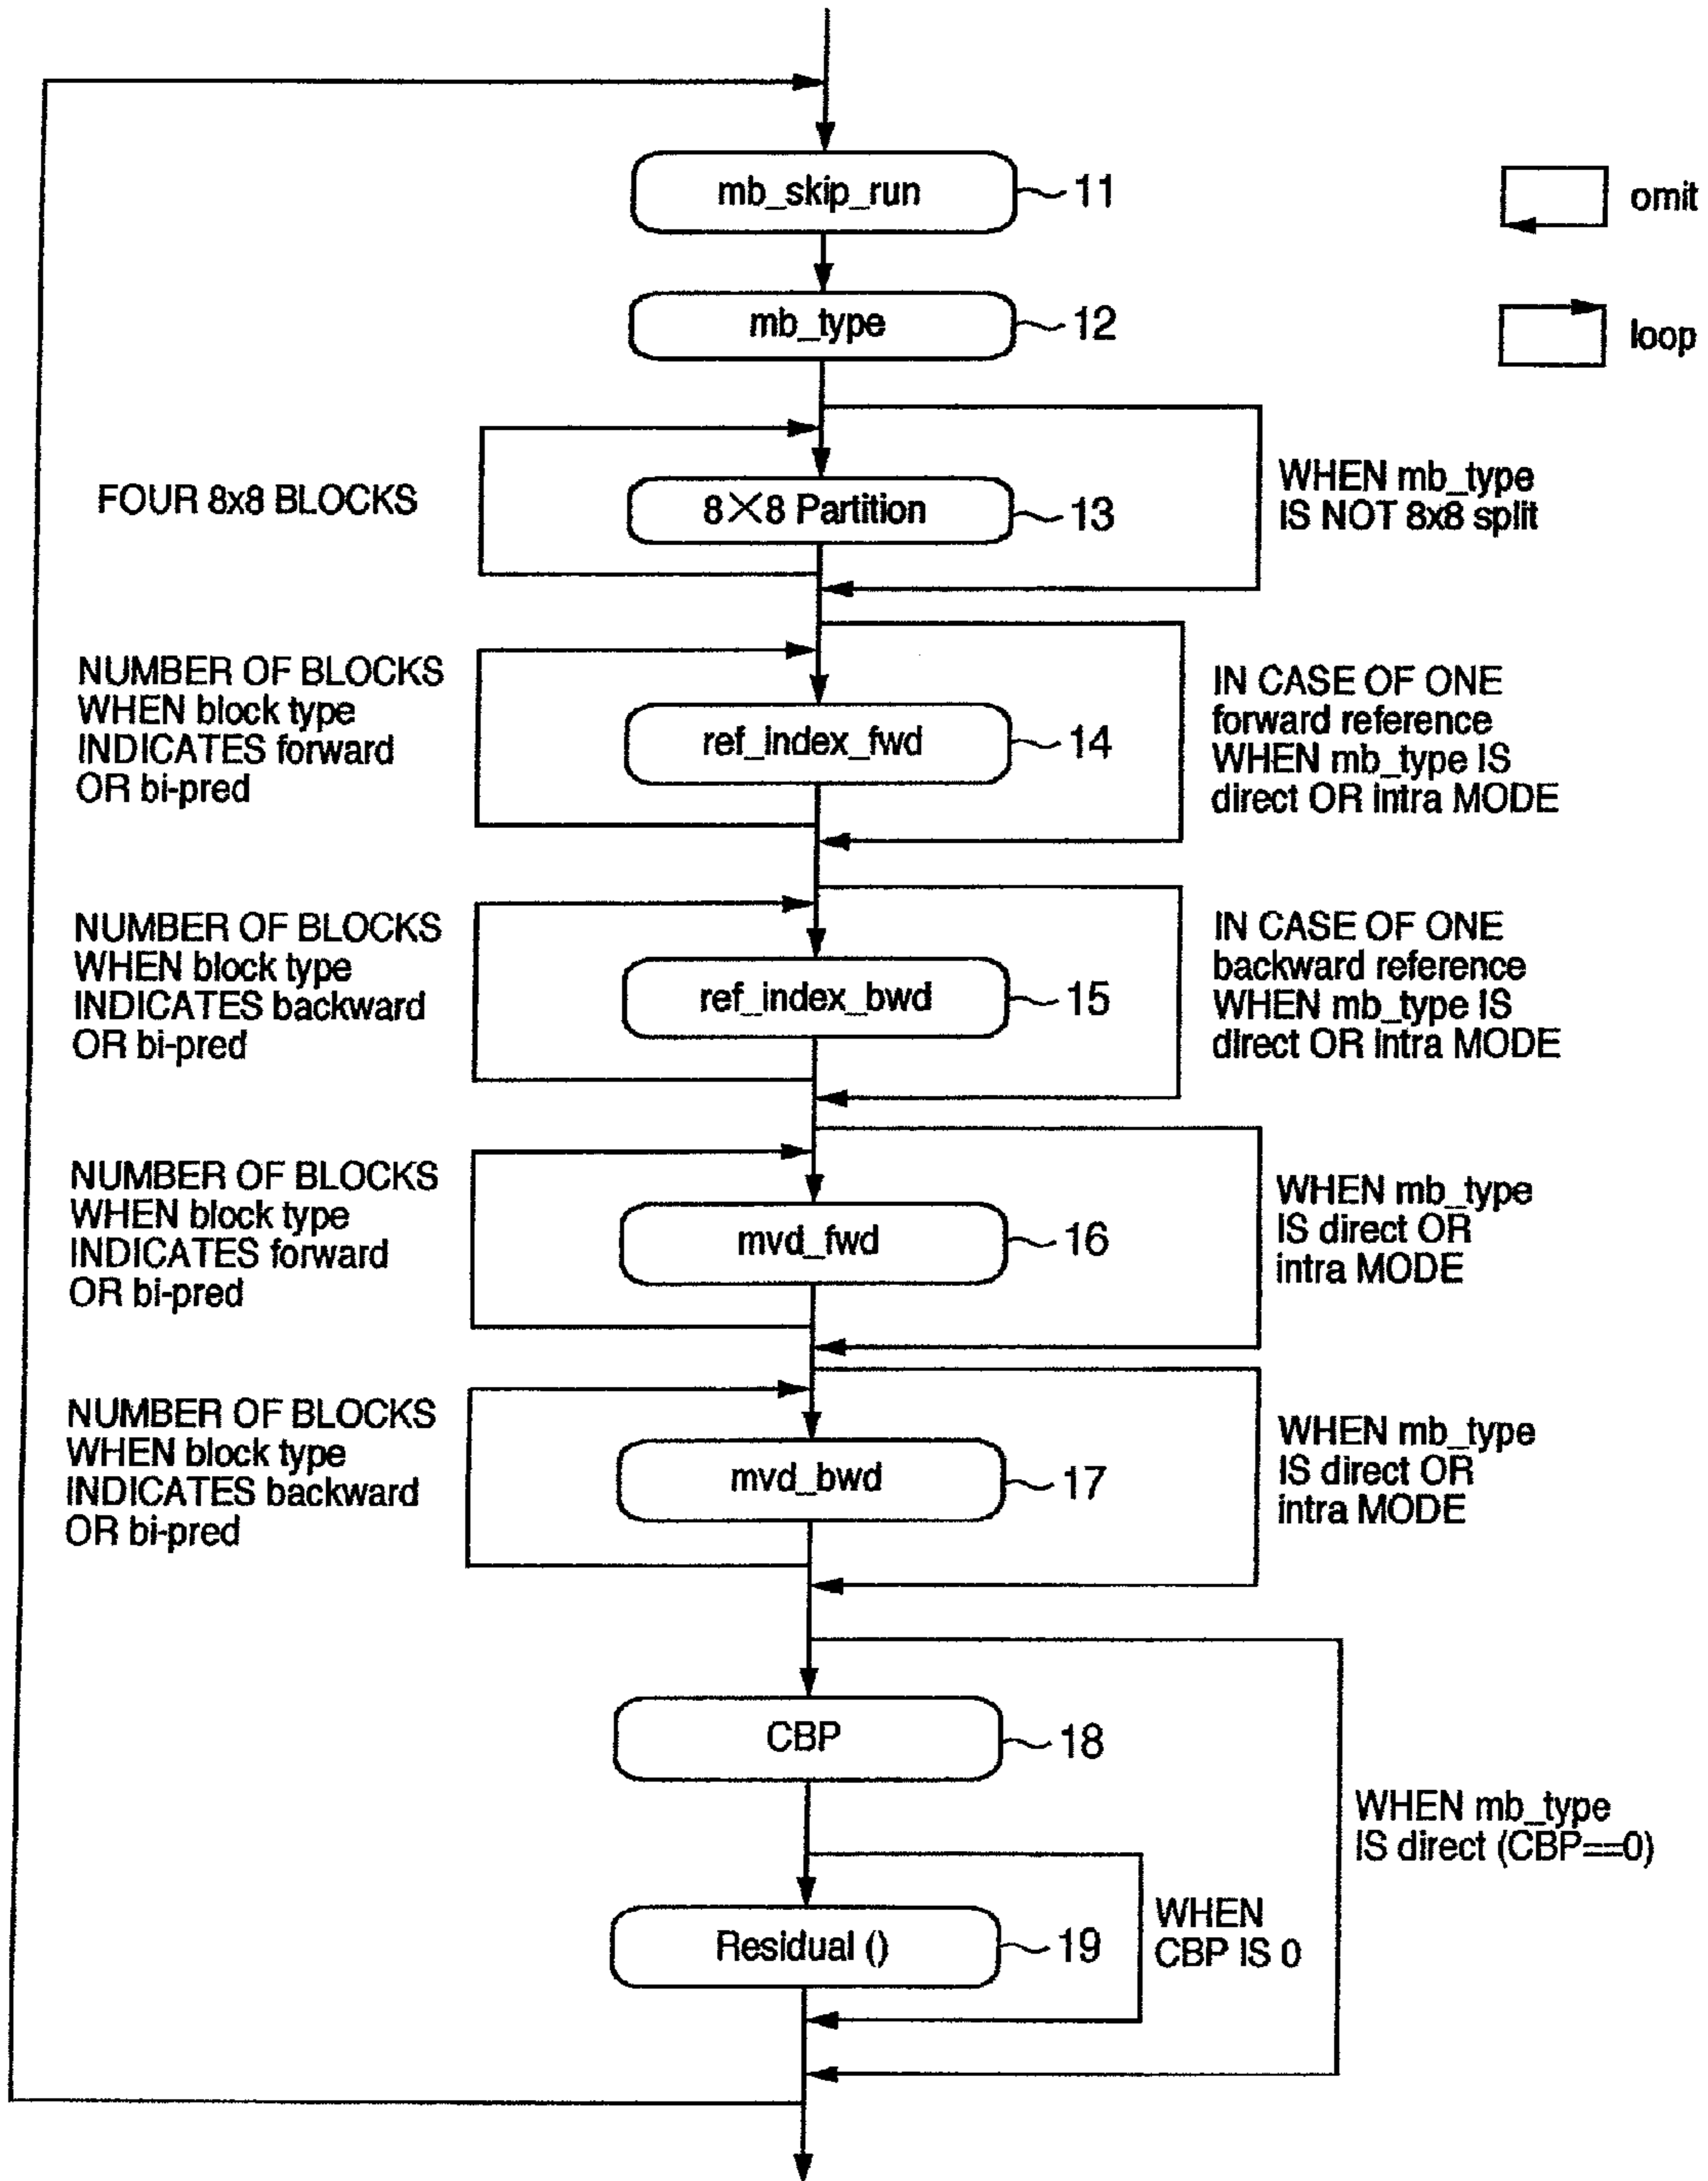 mb_skip_run
11
omit
mb_type
12
loop
FOUR 8x8 BLOCKS
8×8 Partition
13
WHEN mb_type
IS NOT 8x8 split
NUMBER OF BLOCKS
WHEN block type
INDICATES forward
OR bi-pred
ref_index_fwd
14
IN CASE OF ONE
forward reference
WHEN mb_type IS
direct OR intra MODE
NUMBER OF BLOCKS
WHEN block type
INDICATES backward
OR bi-pred
ref_index_bwd
15
IN CASE OF ONE
backward reference
WHEN mb_type IS
direct OR intra MODE
NUMBER OF BLOCKS
WHEN block type
INDICATES forward
OR bi-pred
mvd_fwd
16
WHEN mb_type
IS direct OR
intra MODE
NUMBER OF BLOCKS
WHEN block type
INDICATES backward
OR bi-pred
mvd_bwd
17
WHEN mb_type
IS direct OR
intra MODE
CBP
18
WHEN mb_type
IS direct (CBP==0)
Residual ()
19
WHEN
CBP IS 0